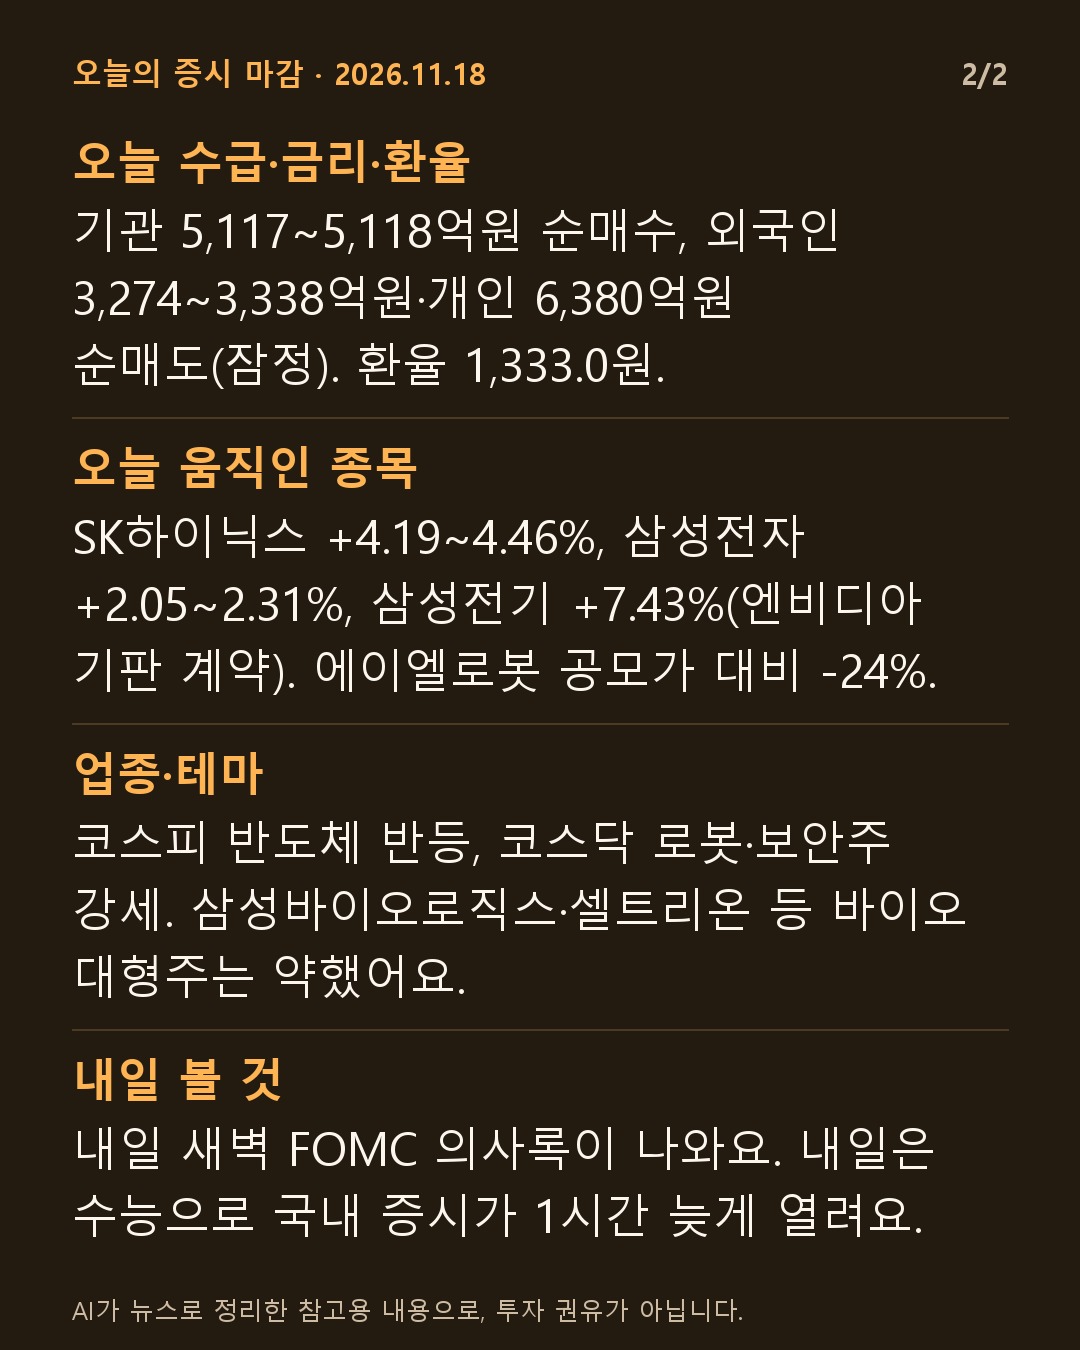 오늘의 증시 마감 · 2026.11.18
2/2
오늘 수급·금리·환율
기관 5,117~5,118억원 순매수, 외국인
3,274~3,338억원·개인 6,380억원
순매도(잠정). 환율 1,333.0원.
오늘 움직인 종목
SK하이닉스 +4.19~4.46%, 삼성전자
+2.05~2.31%, 삼성전기 +7.43%(엔비디아
기판 계약). 에이엘로봇 공모가 대비 -24%.
업종·테마
코스피 반도체 반등, 코스닥 로봇·보안주
강세. 삼성바이오로직스·셀트리온 등 바이오
대형주는 약했어요.
내일 볼 것
내일 새벽 FOMC 의사록이 나와요. 내일은
수능으로 국내 증시가 1시간 늦게 열려요.
AI가 뉴스로 정리한 참고용 내용으로, 투자 권유가 아닙니다.